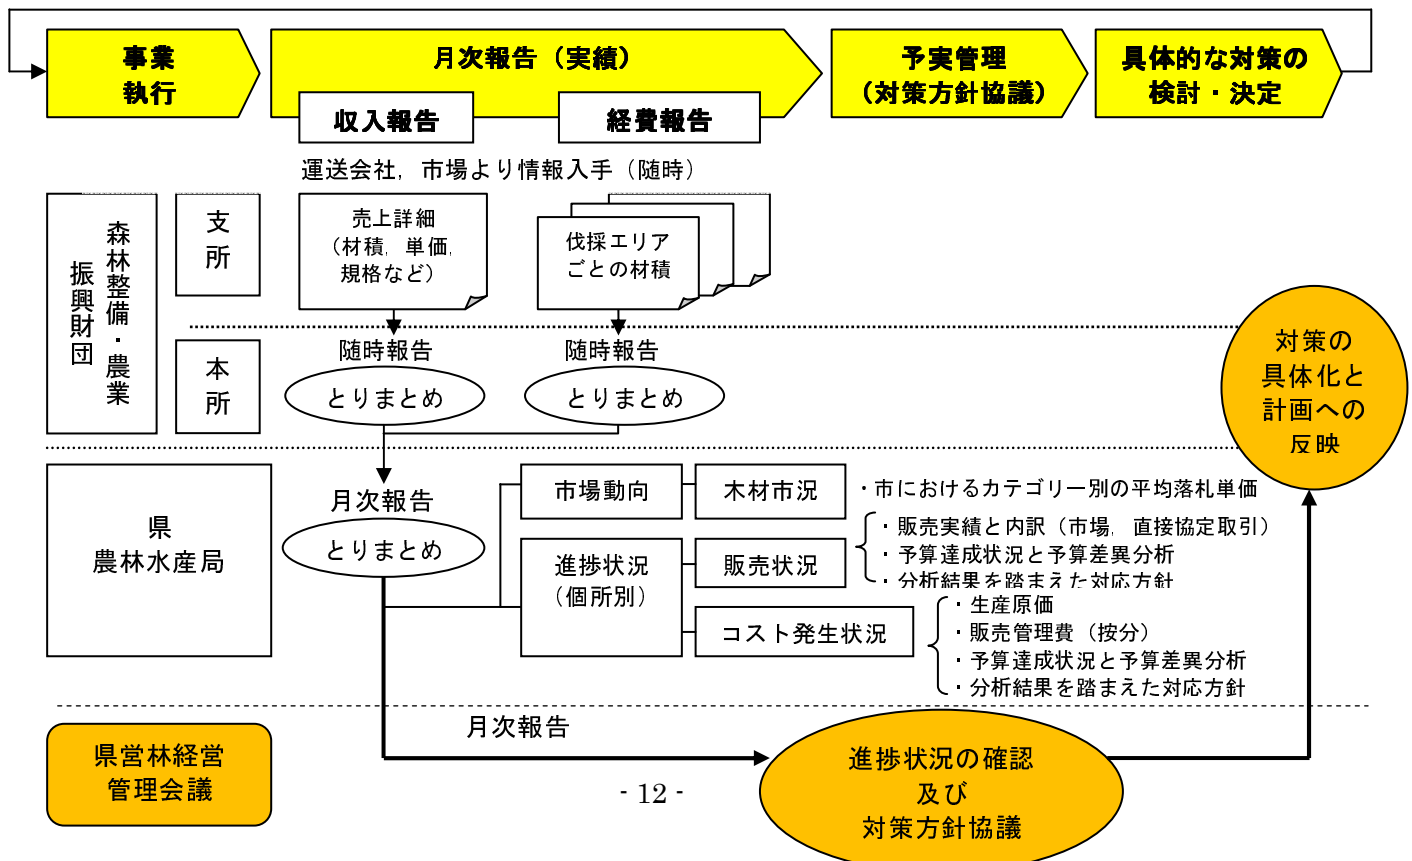 事業
執行
月次報告（実績）
予実管理
（対策方針協議）
具体的な対策の
検討・決定
収入報告
経費報告
運送会社，市場より情報入手（随時）
森林整備・農業
振興財団
支
所
売上詳細
（材積，単価，
規格など）
伐採エリア
ごとの材積
本
所
随時報告
とりまとめ
随時報告
とりまとめ
対策の
具体化と
計画への
反映
県
農林水産局
月次報告
とりまとめ
市場動向
木材市況
・市におけるカテゴリー別の平均落札単価
進捗状況
（個所別）
販売状況
・販売実績と内訳（市場，直接協定取引）
・予算達成状況と予算差異分析
・分析結果を踏まえた対応方針
コスト発生状況
・生産原価
・販売管理費（按分）
・予算達成状況と予算差異分析
・分析結果を踏まえた対応方針
県営林経営
管理会議
月次報告
進捗状況の確認
及び
対策方針協議
- 12 -